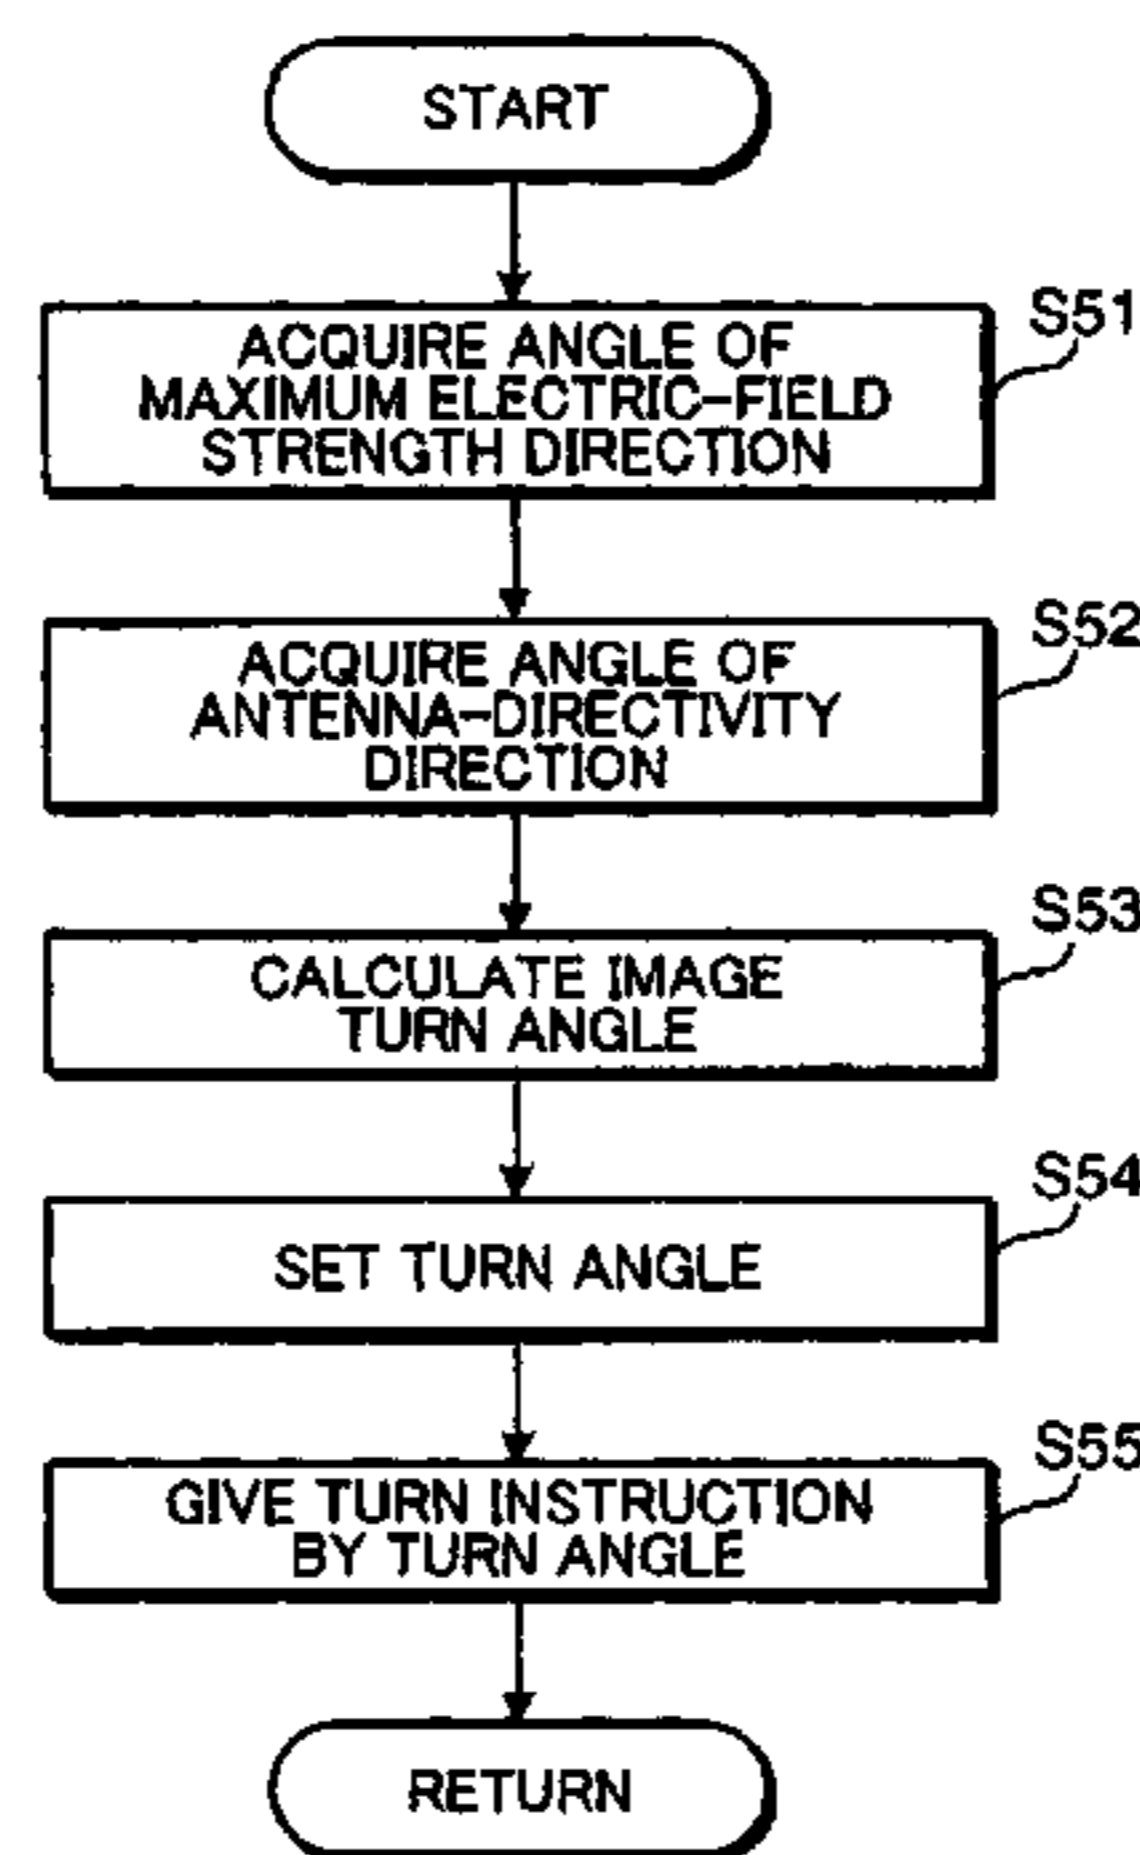 START
ACQUIRE ANGLE OF
MAXIMUM ELECTRIC-FIELD
STRENGTH DIRECTION
S51
ACQUIRE ANGLE OF
ANTENNA-DIRECTIVITY
DIRECTION
S52
CALCULATE IMAGE
TURN ANGLE
S53
SET TURN ANGLE
S54
GIVE TURN INSTRUCTION
BY TURN ANGLE
S55
RETURN